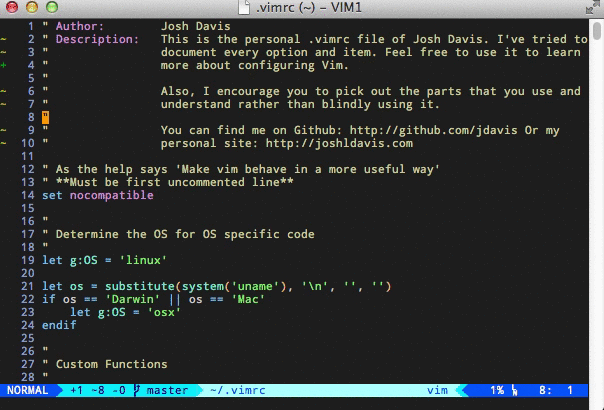 .vimrc (~) – VIM1
1 " Author:        Josh Davis
~ 2 " Description:   This is the personal .vimrc file of Josh Davis. I've tried to
~ 3 "                document every option and item. Feel free to use it to learn
+ 4 "                more about configuring Vim.
5 "
~ 6 "                Also, I encourage you to pick out the parts that you use and
~ 7 "                understand rather than blindly using it.
8 "
~ 9 "                You can find me on Github: http://github.com/jdavis Or my
~ 10 "                personal site: http://joshldavis.com
11
12 " As the help says 'Make vim behave in a more useful way'
13 " **Must be first uncommented line**
14 set nocompatible
15
16 "
17 " Determine the OS for OS specific code
18 "
19 let g:OS = 'linux'
20
21 let os = substitute(system('uname'), '\n', '', '')
22 if os == 'Darwin' || os == 'Mac'
23     let g:OS = 'osx'
24 endif
25
26 "
27 " Custom Functions
28 "
NORMAL +1 ~8 -0 master ~/.vimrc vim 1% 8: 1